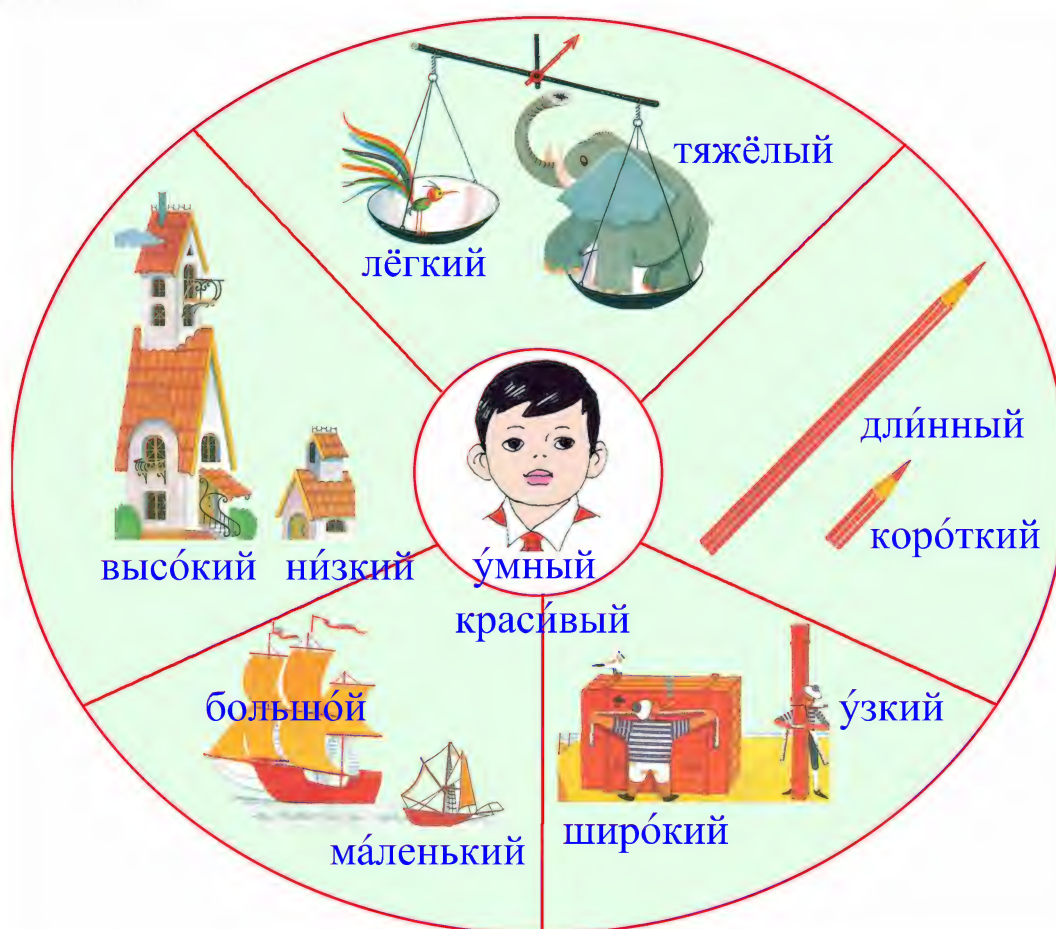 тяжёлый
лёгкий
дли́нный
коро́ткий
высо́кий ни́зкий
у́мный
краси́вый
большо́й
ма́ленький
широ́кий
у́зкий